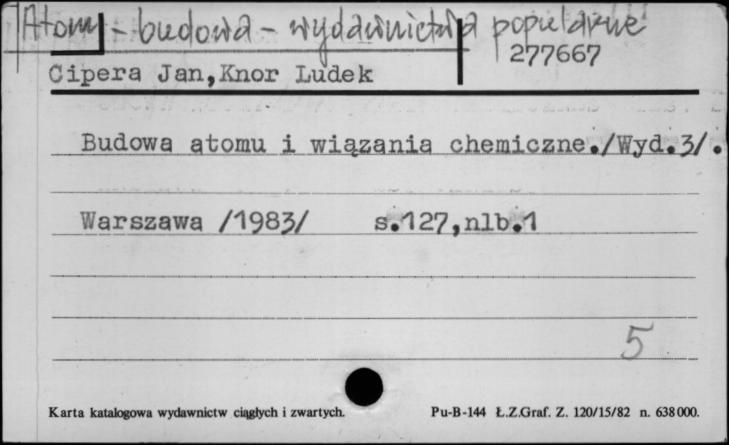 Atomy - budowa - wydawnictwa popularne
277667
Cipera Jan,Knor Ludek
Budowa atomu i wiązania chemiczne./Wyd.3/.
Warszawa /1983/ s.127,nlb.1
5
Karta katalogowa wydawnictw ciągłych i zwartych. Pu-B-144 Ł.Z.Graf. Z. 120/15/82 n. 638000.